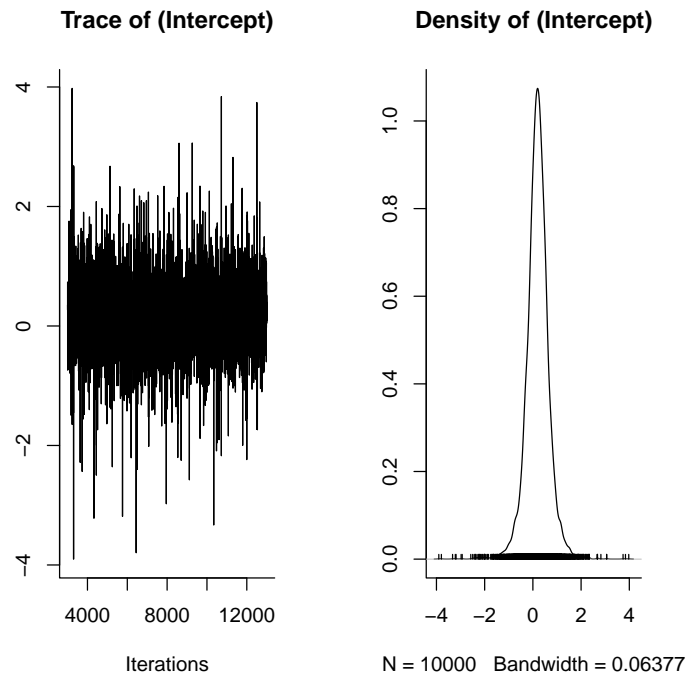 Trace of (Intercept)
4
2
0
−2
−4
4000 8000 12000
Iterations
Density of (Intercept)
1.0
0.8
0.6
0.4
0.2
0.0
−4 −2 0 2 4
N = 10000 Bandwidth = 0.06377